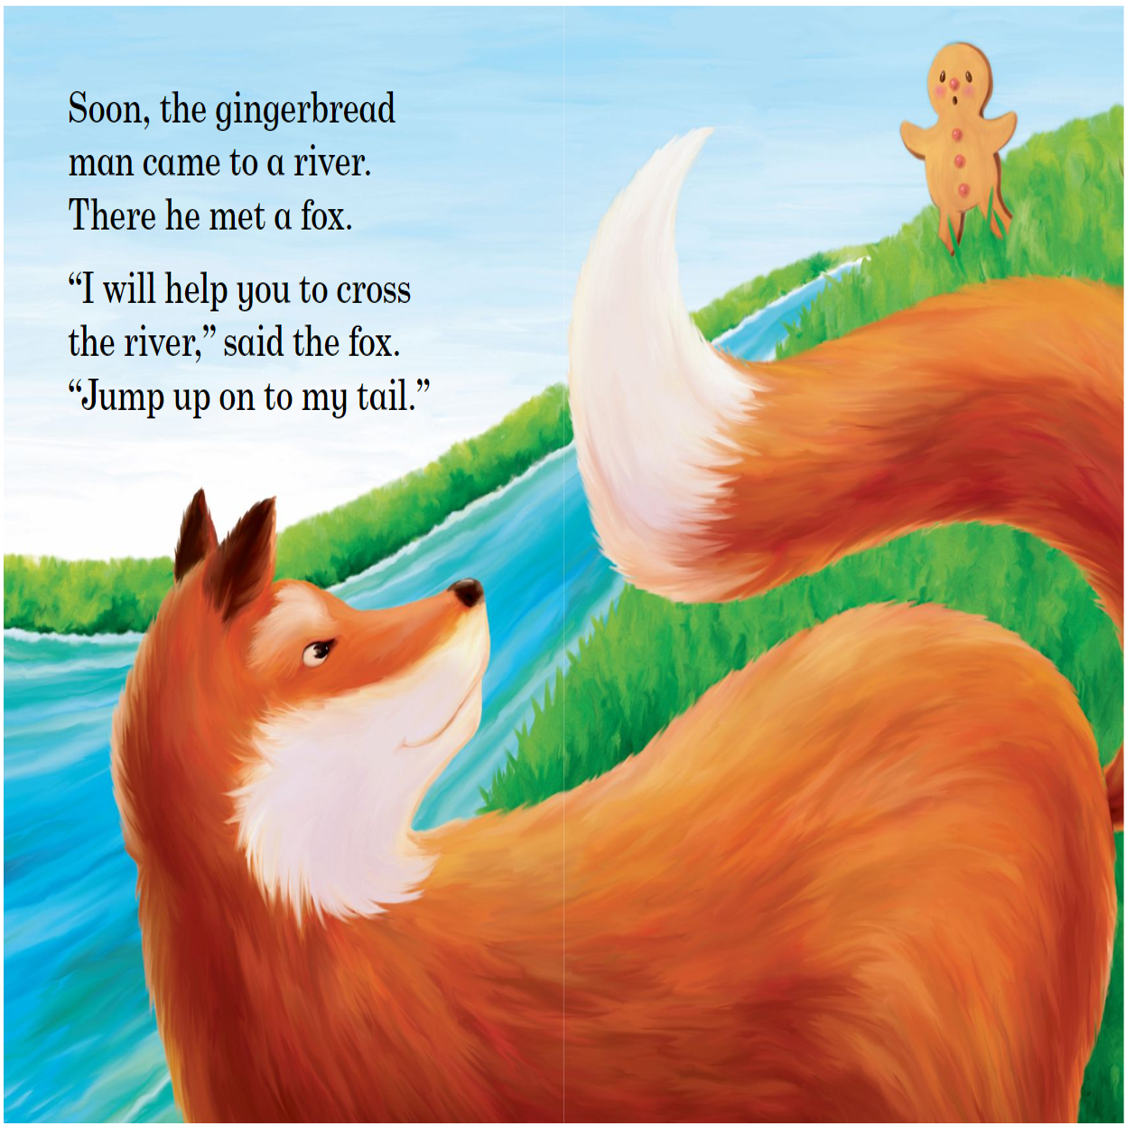 Soon, the gingerbread
man came to a river.
There he met a fox.
“I will help you to cross
the river,” said the fox.
“Jump up on to my tail.”